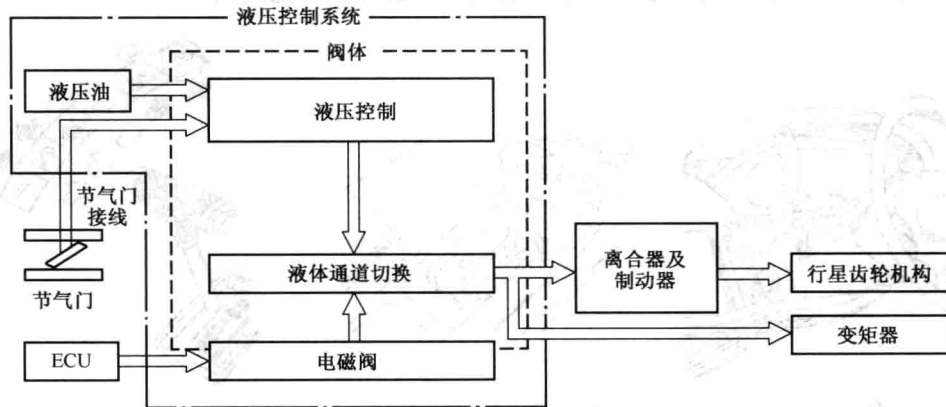 液压控制系统
阀体
液压油
液压控制
节气门
接线
节气门
液体通道切换
离合器及
制动器
行星齿轮机构
变矩器
ECU
电磁阀